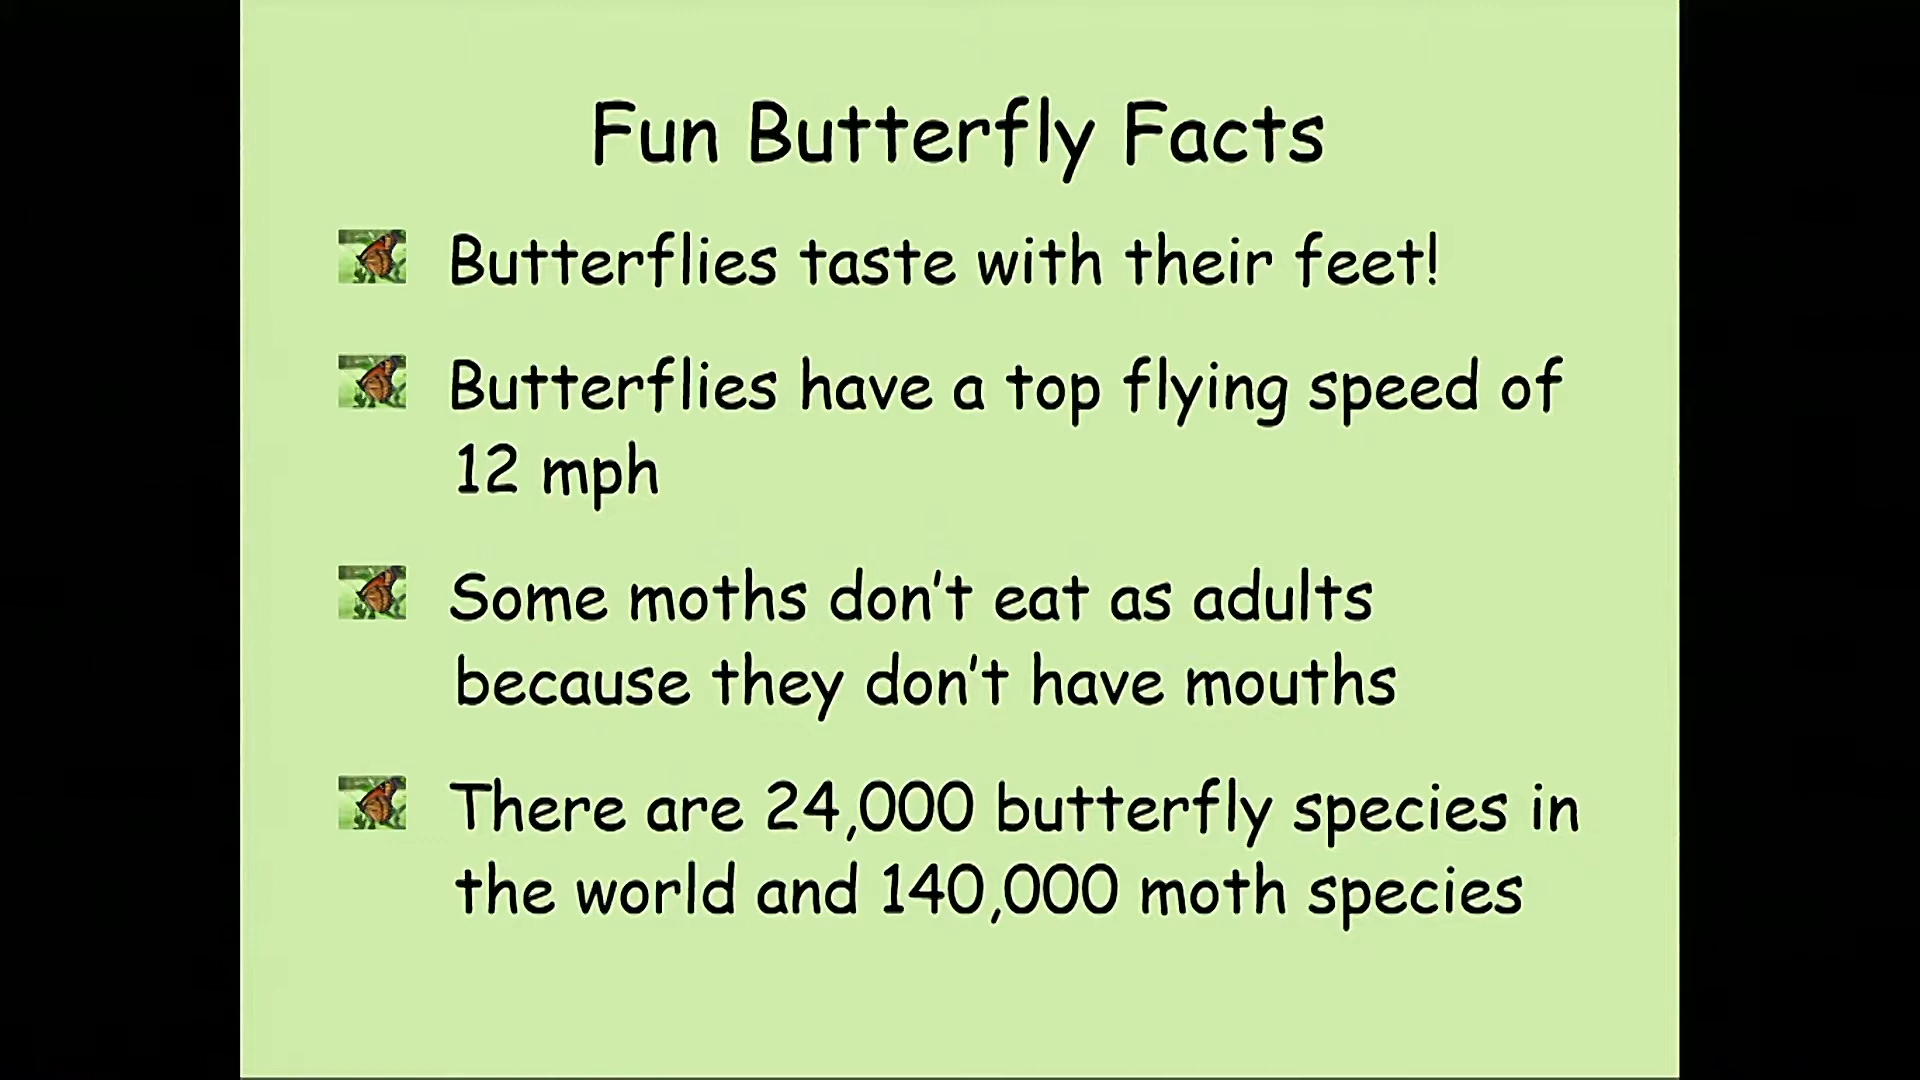 Fun Butterfly Facts
Butterflies taste with their feet!
Butterflies have a top flying speed of
12 mph
Some moths don’t eat as adults
because they don’t have mouths
There are 24,000 butterfly species in
the world and 140,000 moth species